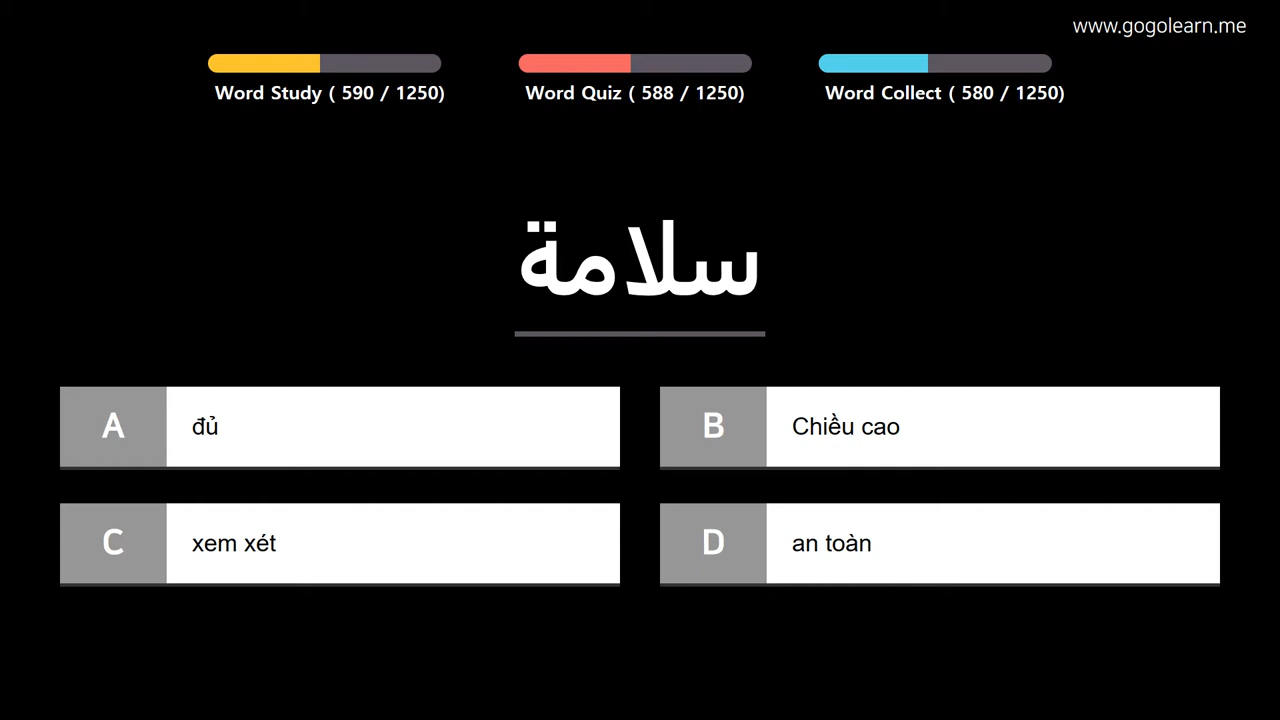 www.gogolearn.me
Word Study ( 590 / 1250)
Word Quiz ( 588 / 1250)
Word Collect ( 580 / 1250)
سلامة
A
đủ
B
Chiều cao
C
xem xét
D
an toàn